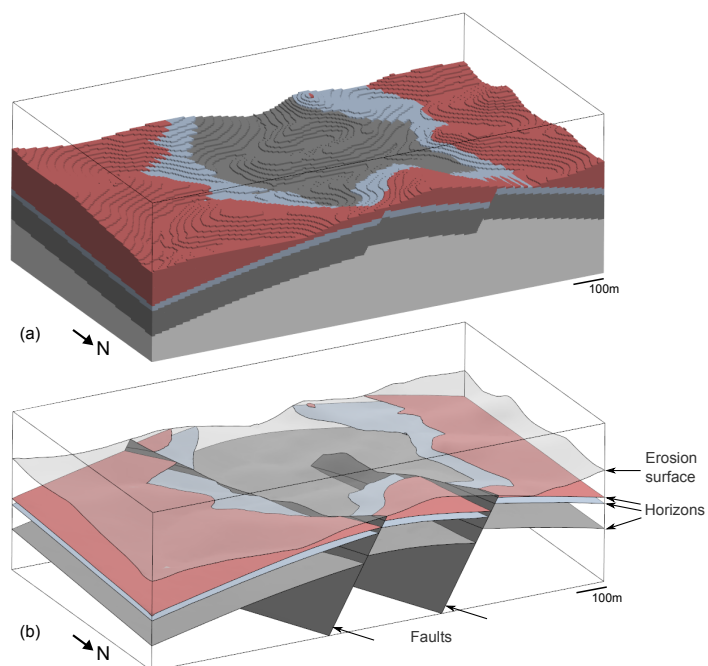 100m
(a)
N
Erosion
surface
Horizons
100m
(b)
Faults
N